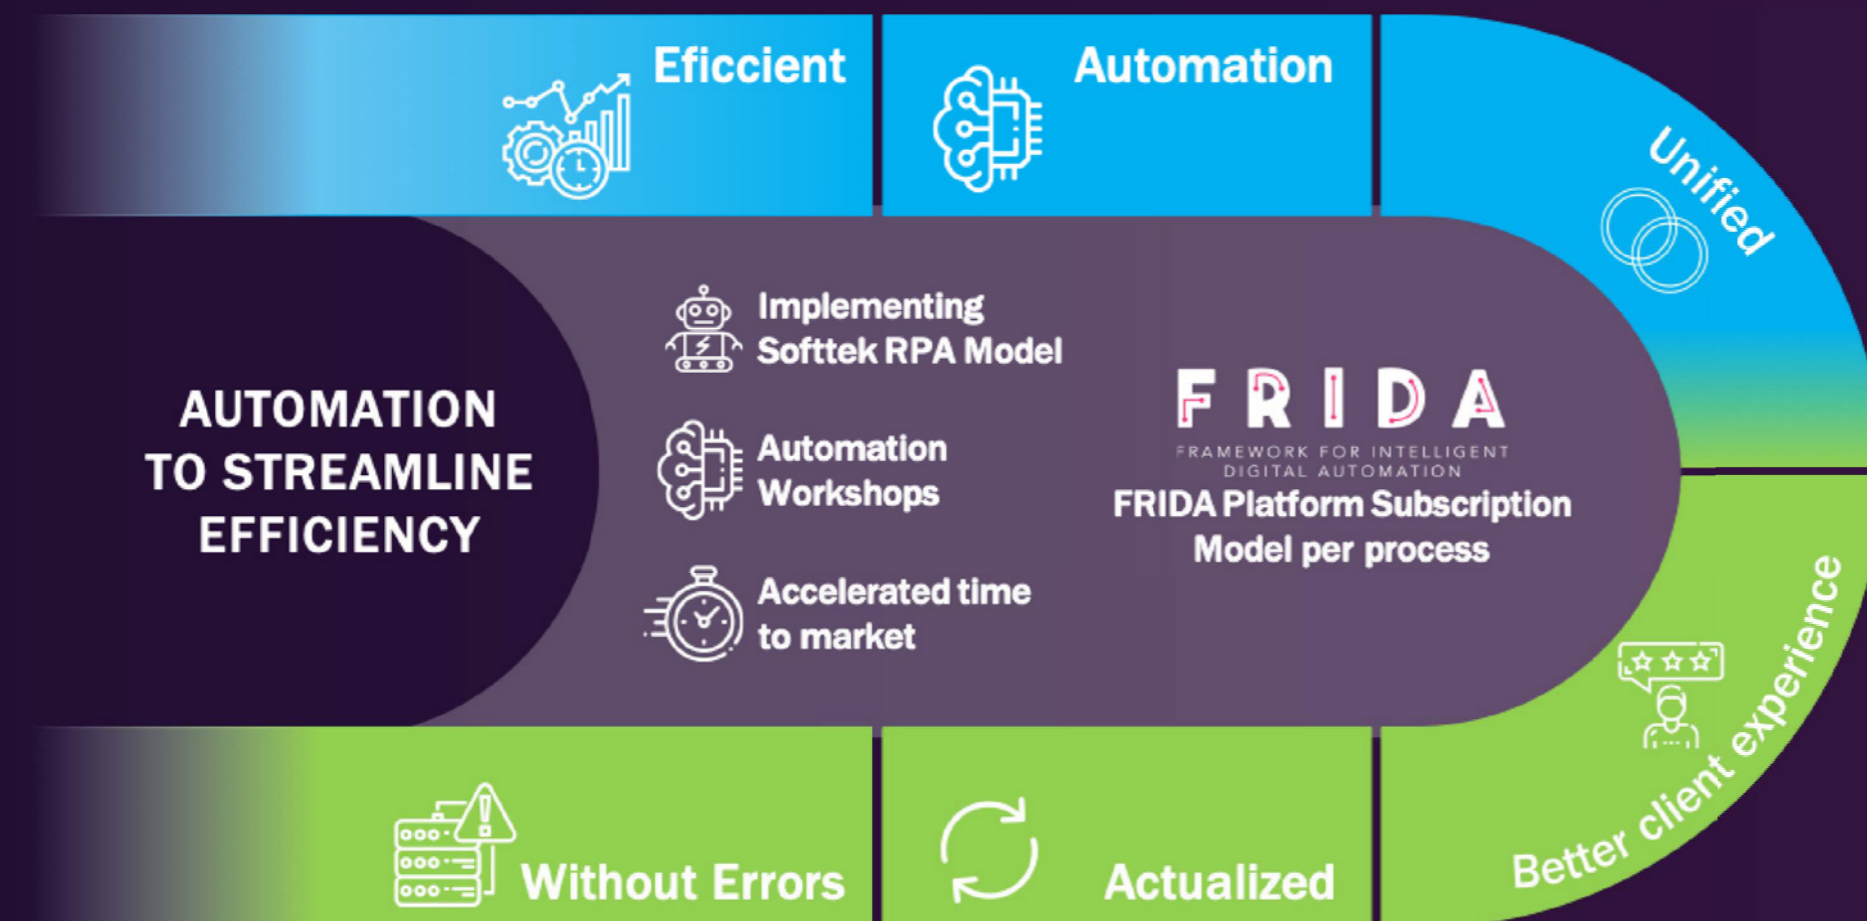 Eficcient
Automation
Unified
AUTOMATION
TO STREAMLINE
EFFICIENCY
Implementing
Softtek RPA Model
Automation
Workshops
Accelerated time
to market
FRIDA
FRAMEWORK FOR INTELLIGENT
DIGITAL AUTOMATION
FRIDA Platform Subscription
Model per process
Without Errors
Actualized
Better client experience